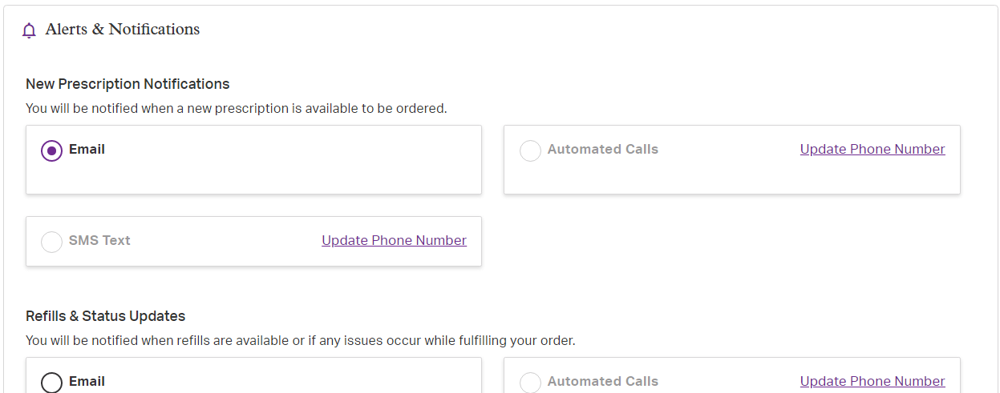 Alerts & Notifications
New Prescription Notifications
You will be notified when a new prescription is available to be ordered.
Email
Automated Calls
Update Phone Number
SMS Text
Update Phone Number
Refills & Status Updates
You will be notified when refills are available or if any issues occur while fulfilling your order.
Email
Automated Calls
Update Phone Number